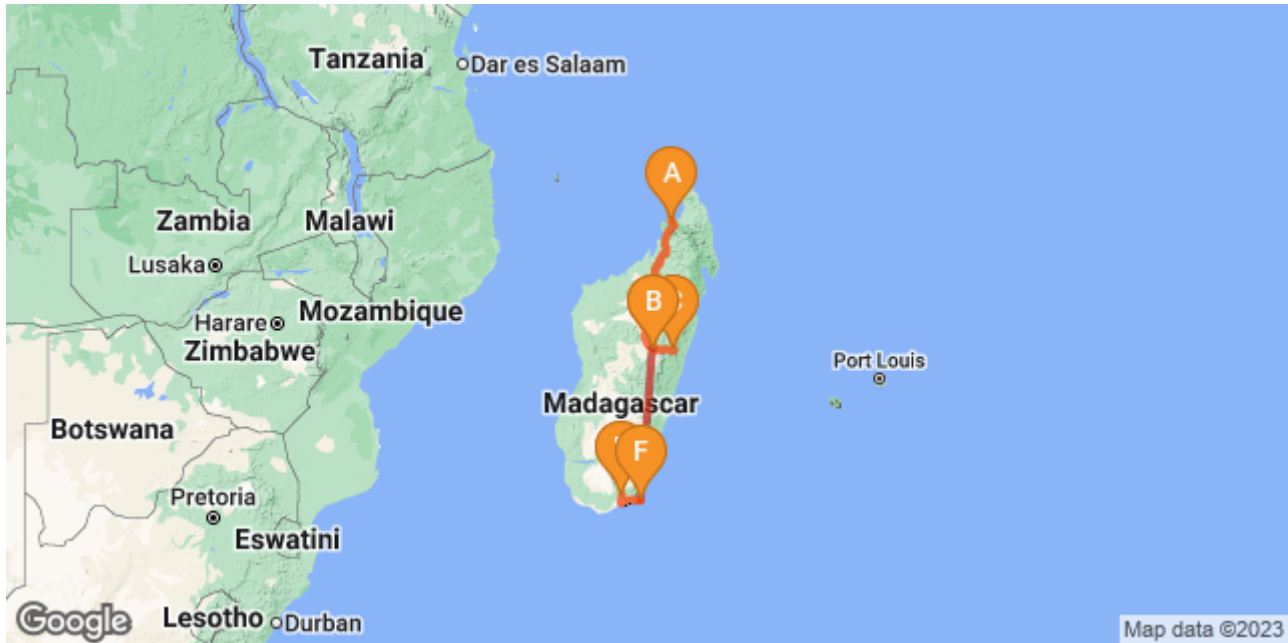 Tanzania
Dar es Salaam
A
Zambia
Malawi
Lusaka
Mozambique
B
C
Harare
Zimbabwe
Port Louis
Madagascar
Botswana
F
Pretoria
Eswatini
Lesotho
Durban
Google
Map data ©2023